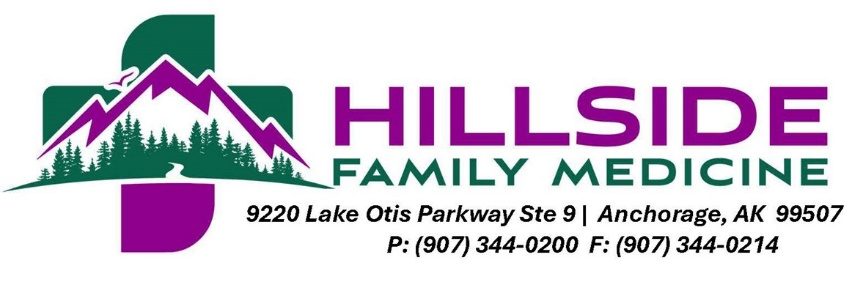 HILLSIDE
FAMILY MEDICINE
9220 Lake Otis Parkway Ste 9 | Anchorage, AK 99507
P: (907) 344-0200 F: (907) 344-0214